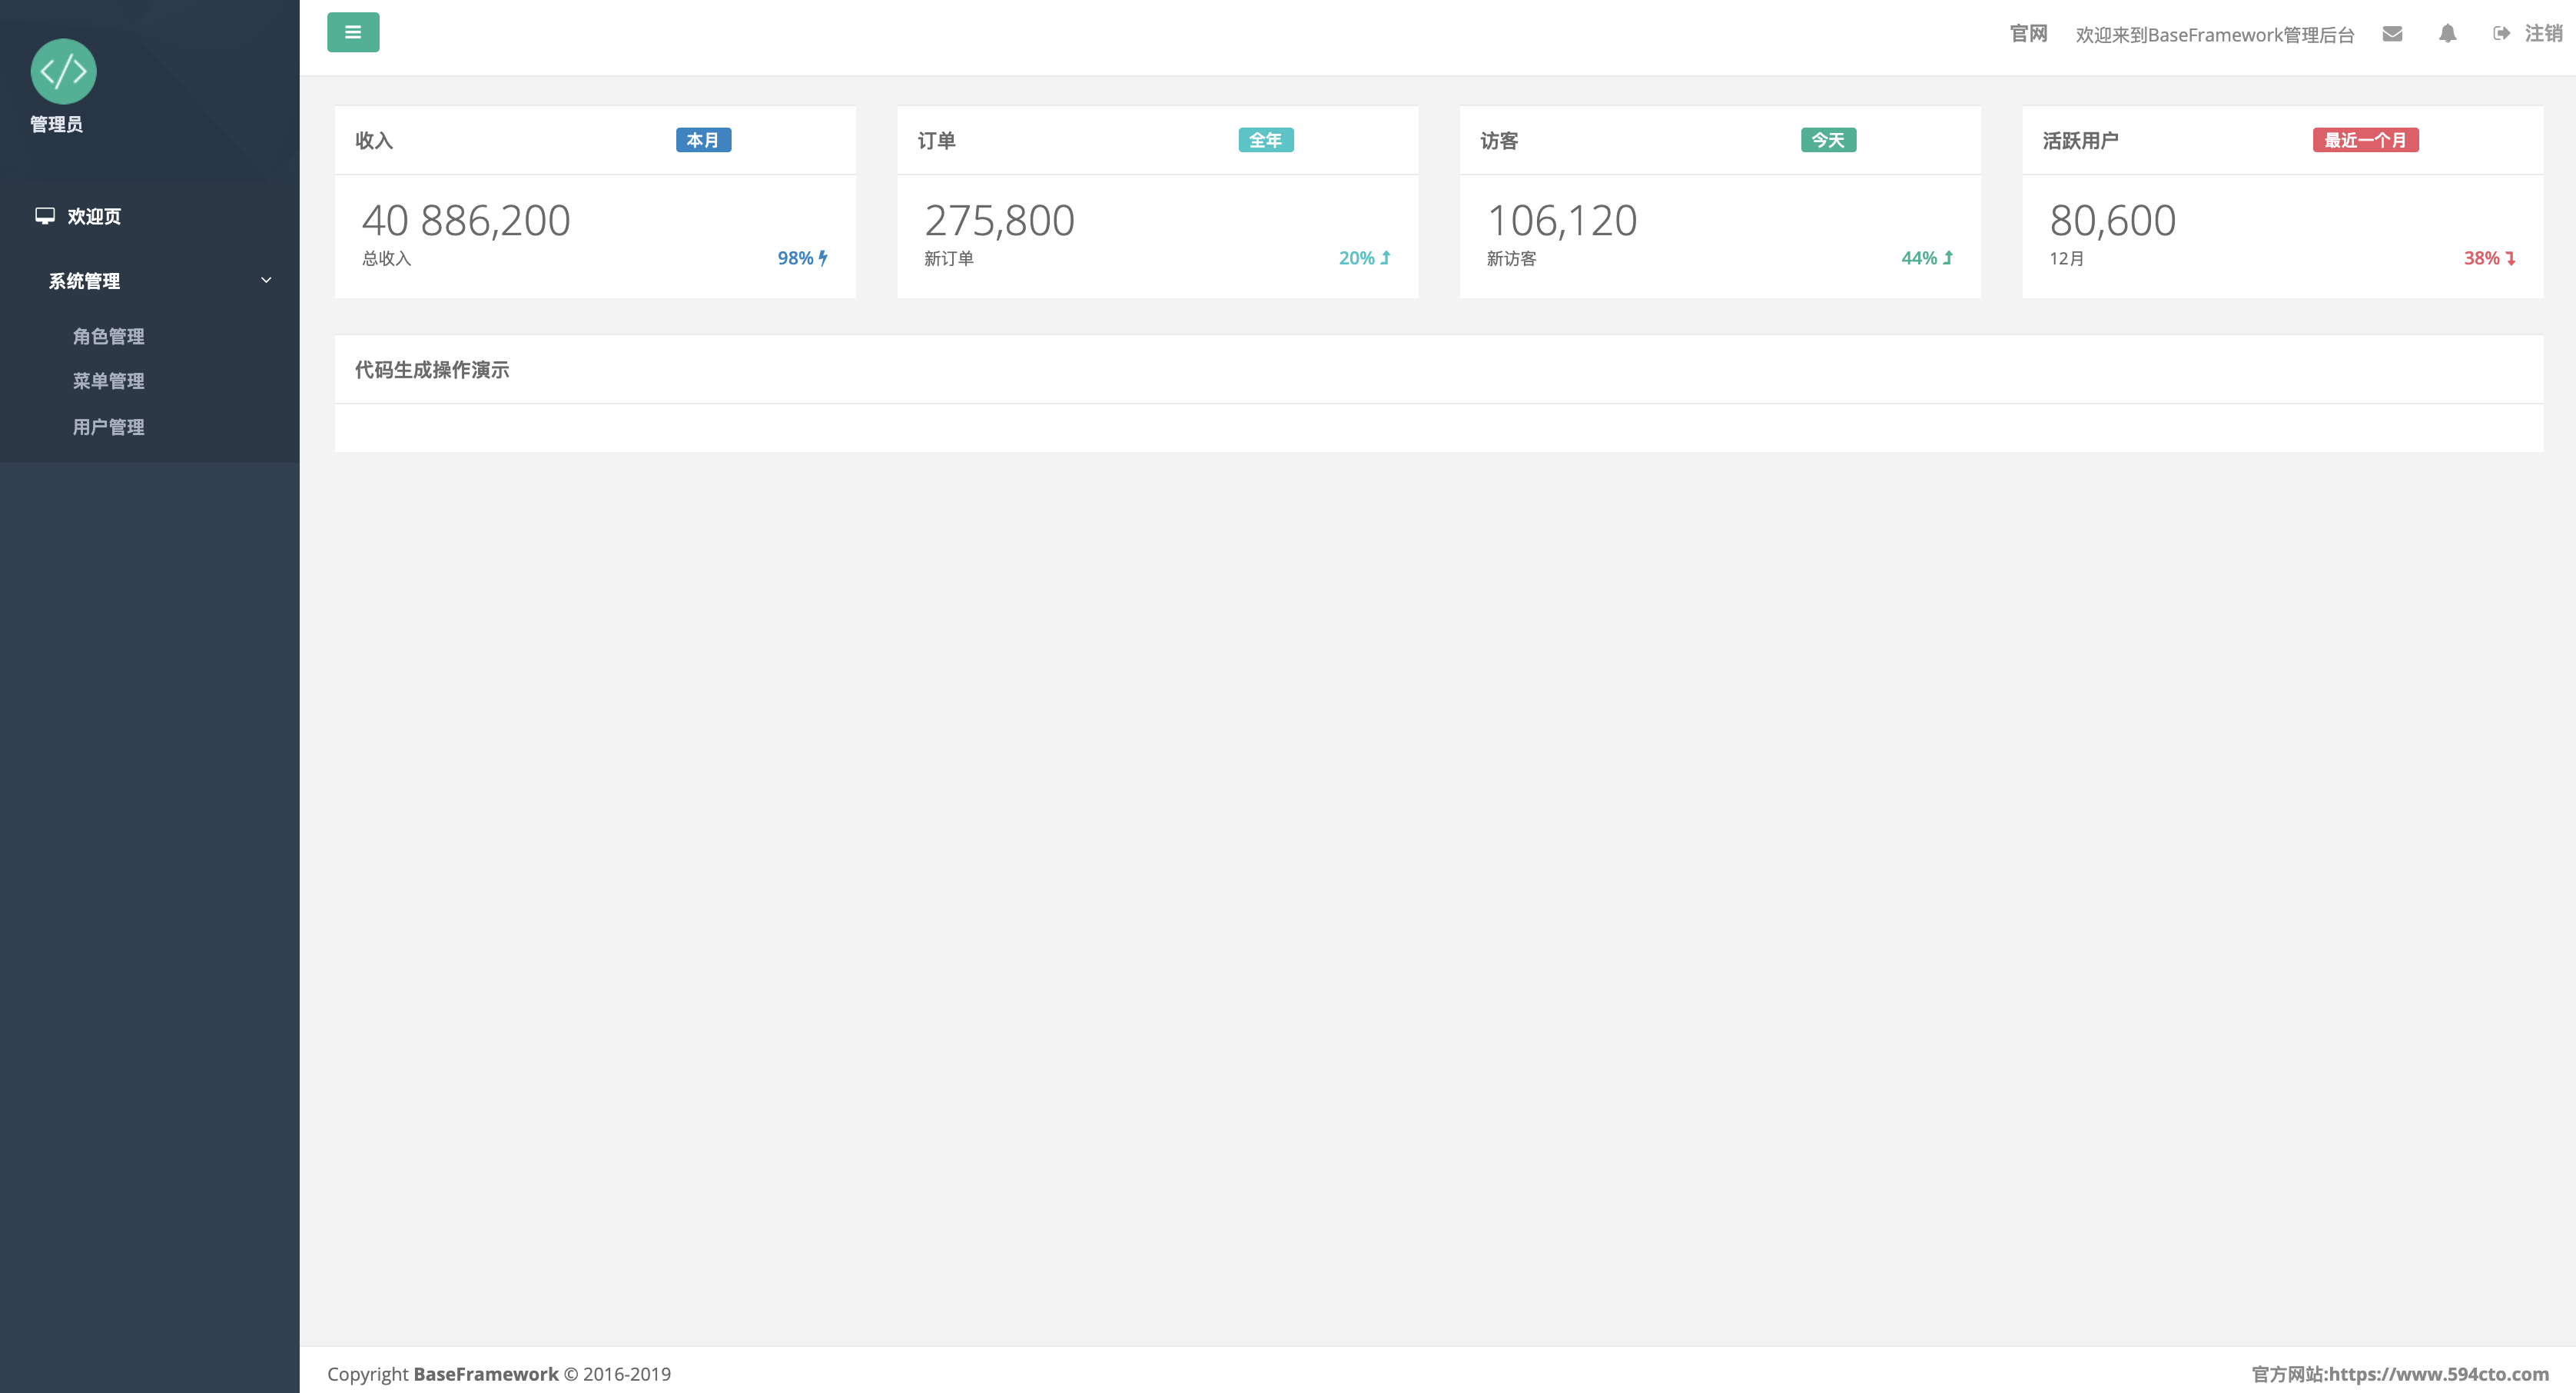 管理员
欢迎页
系统管理
角色管理
菜单管理
用户管理
官网 欢迎来到BaseFramework管理后台 注销
收入 本月
40 886,200
总收入 98%
订单 全年
275,800
新订单 20%
访客 今天
106,120
新访客 44%
活跃用户 最近一个月
80,600
12月 38%
代码生成操作演示
Copyright BaseFramework © 2016-2019
官方网站:https://www.594cto.com